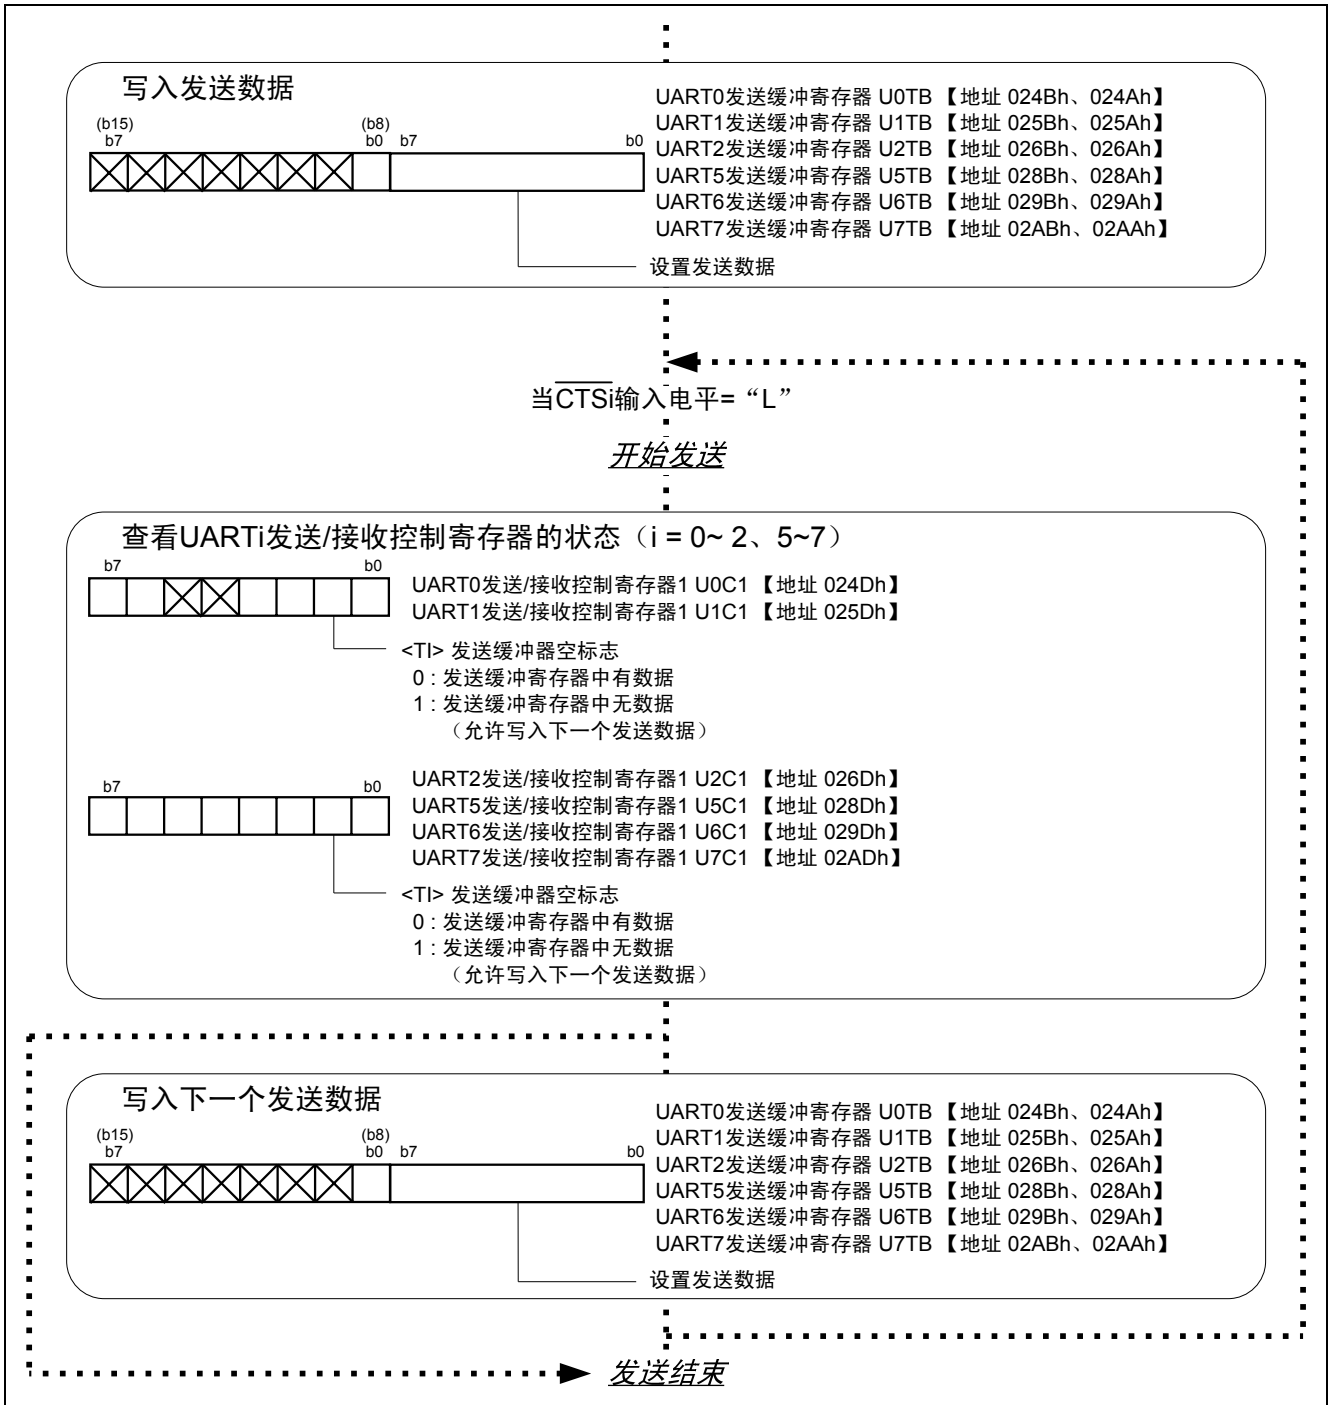 写入发送数据
(b15) (b8)
b7 b0 b7 b0
UART0发送缓冲寄存器 U0TB 【地址 024Bh、024Ah】
UART1发送缓冲寄存器 U1TB 【地址 025Bh、025Ah】
UART2发送缓冲寄存器 U2TB 【地址 026Bh、026Ah】
UART5发送缓冲寄存器 U5TB 【地址 028Bh、028Ah】
UART6发送缓冲寄存器 U6TB 【地址 029Bh、029Ah】
UART7发送缓冲寄存器 U7TB 【地址 02ABh、02AAh】
设置发送数据
当CTSi输入电平= “L”
开始发送
查看UARTi发送/接收控制寄存器的状态（i = 0~ 2、5~7）
b7 b0
UART0发送/接收控制寄存器1 U0C1 【地址 024Dh】
UART1发送/接收控制寄存器1 U1C1 【地址 025Dh】
<TI> 发送缓冲器空标志
0 : 发送缓冲寄存器中有数据
1 : 发送缓冲寄存器中无数据
（允许写入下一个发送数据）
b7 b0
UART2发送/接收控制寄存器1 U2C1 【地址 026Dh】
UART5发送/接收控制寄存器1 U5C1 【地址 028Dh】
UART6发送/接收控制寄存器1 U6C1 【地址 029Dh】
UART7发送/接收控制寄存器1 U7C1 【地址 02ADh】
<TI> 发送缓冲器空标志
0 : 发送缓冲寄存器中有数据
1 : 发送缓冲寄存器中无数据
（允许写入下一个发送数据）
写入下一个发送数据
(b15) (b8)
b7 b0 b7 b0
UART0发送缓冲寄存器 U0TB 【地址 024Bh、024Ah】
UART1发送缓冲寄存器 U1TB 【地址 025Bh、025Ah】
UART2发送缓冲寄存器 U2TB 【地址 026Bh、026Ah】
UART5发送缓冲寄存器 U5TB 【地址 028Bh、028Ah】
UART6发送缓冲寄存器 U6TB 【地址 029Bh、029Ah】
UART7发送缓冲寄存器 U7TB 【地址 02ABh、02AAh】
设置发送数据
发送结束